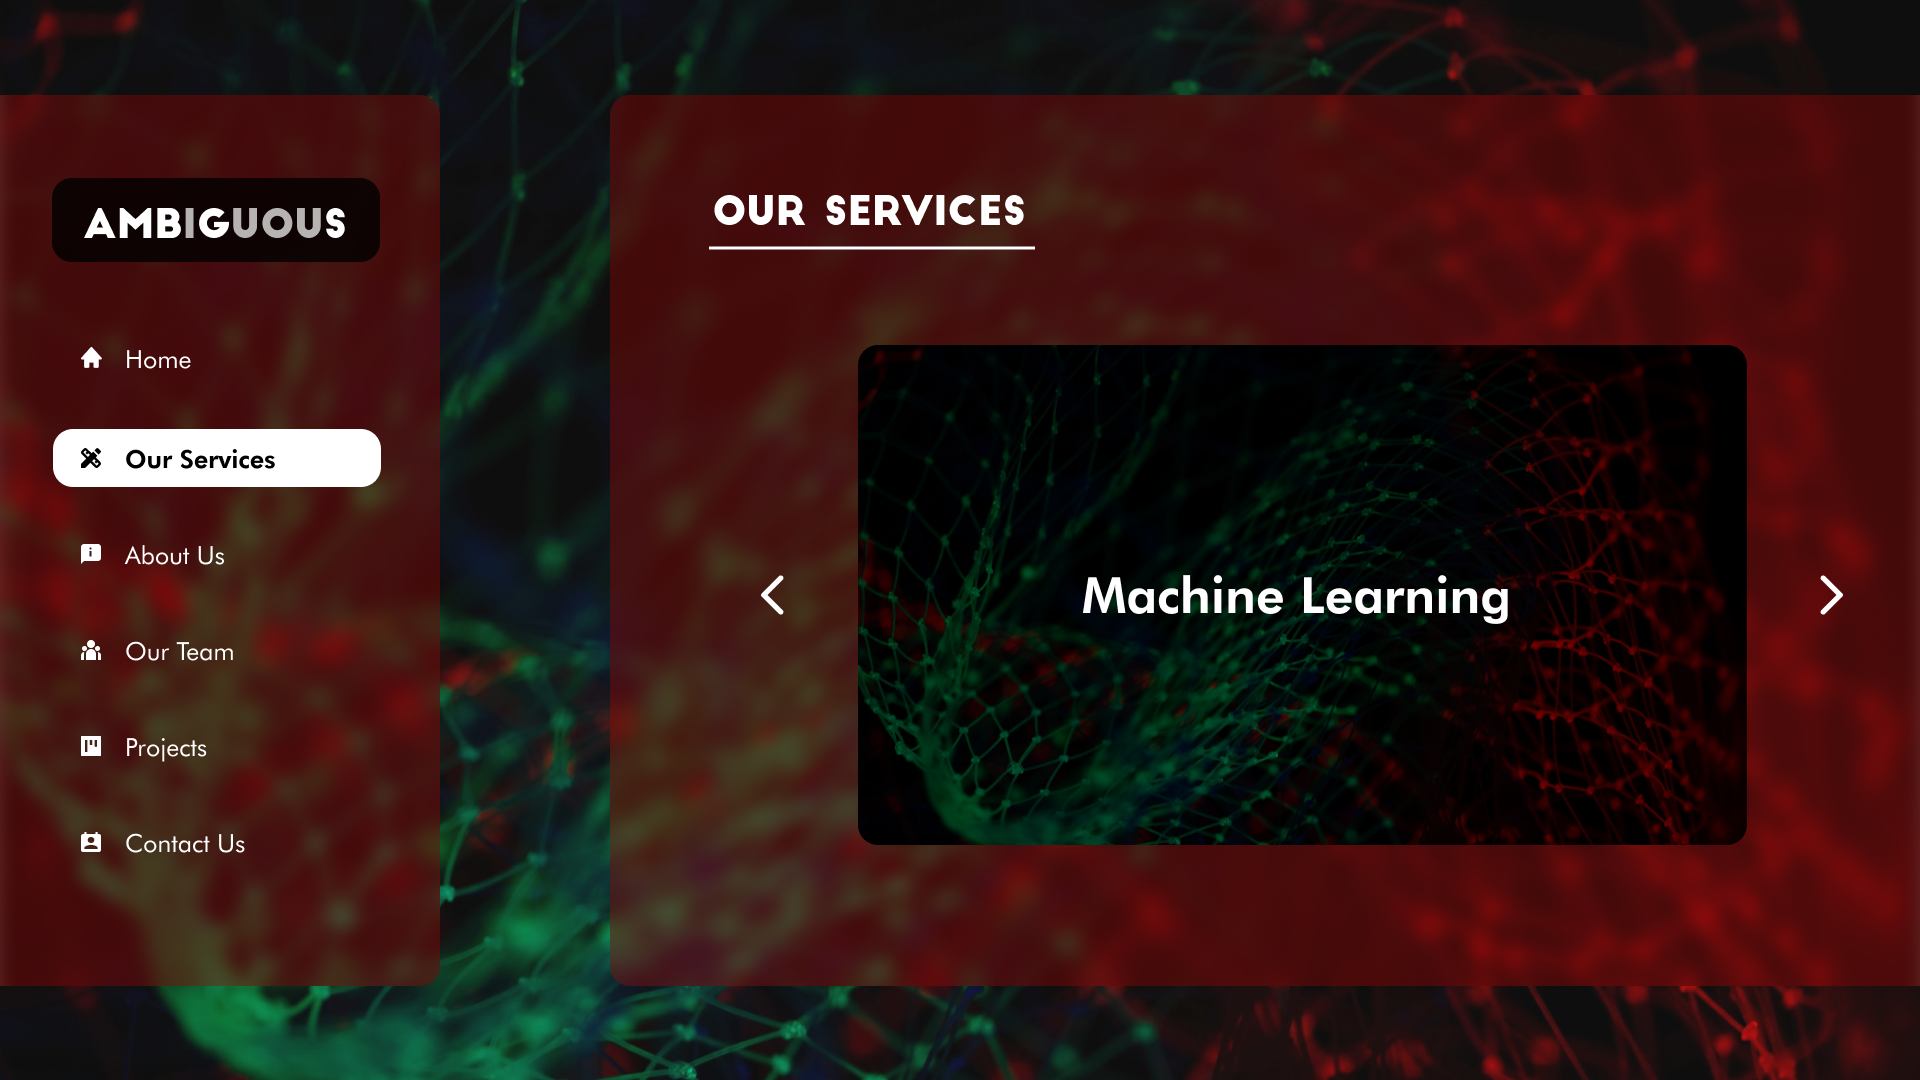 AMBIGUOUS
Home
Our Services
About Us
Our Team
Projects
Contact Us
OUR SERVICES
Machine Learning